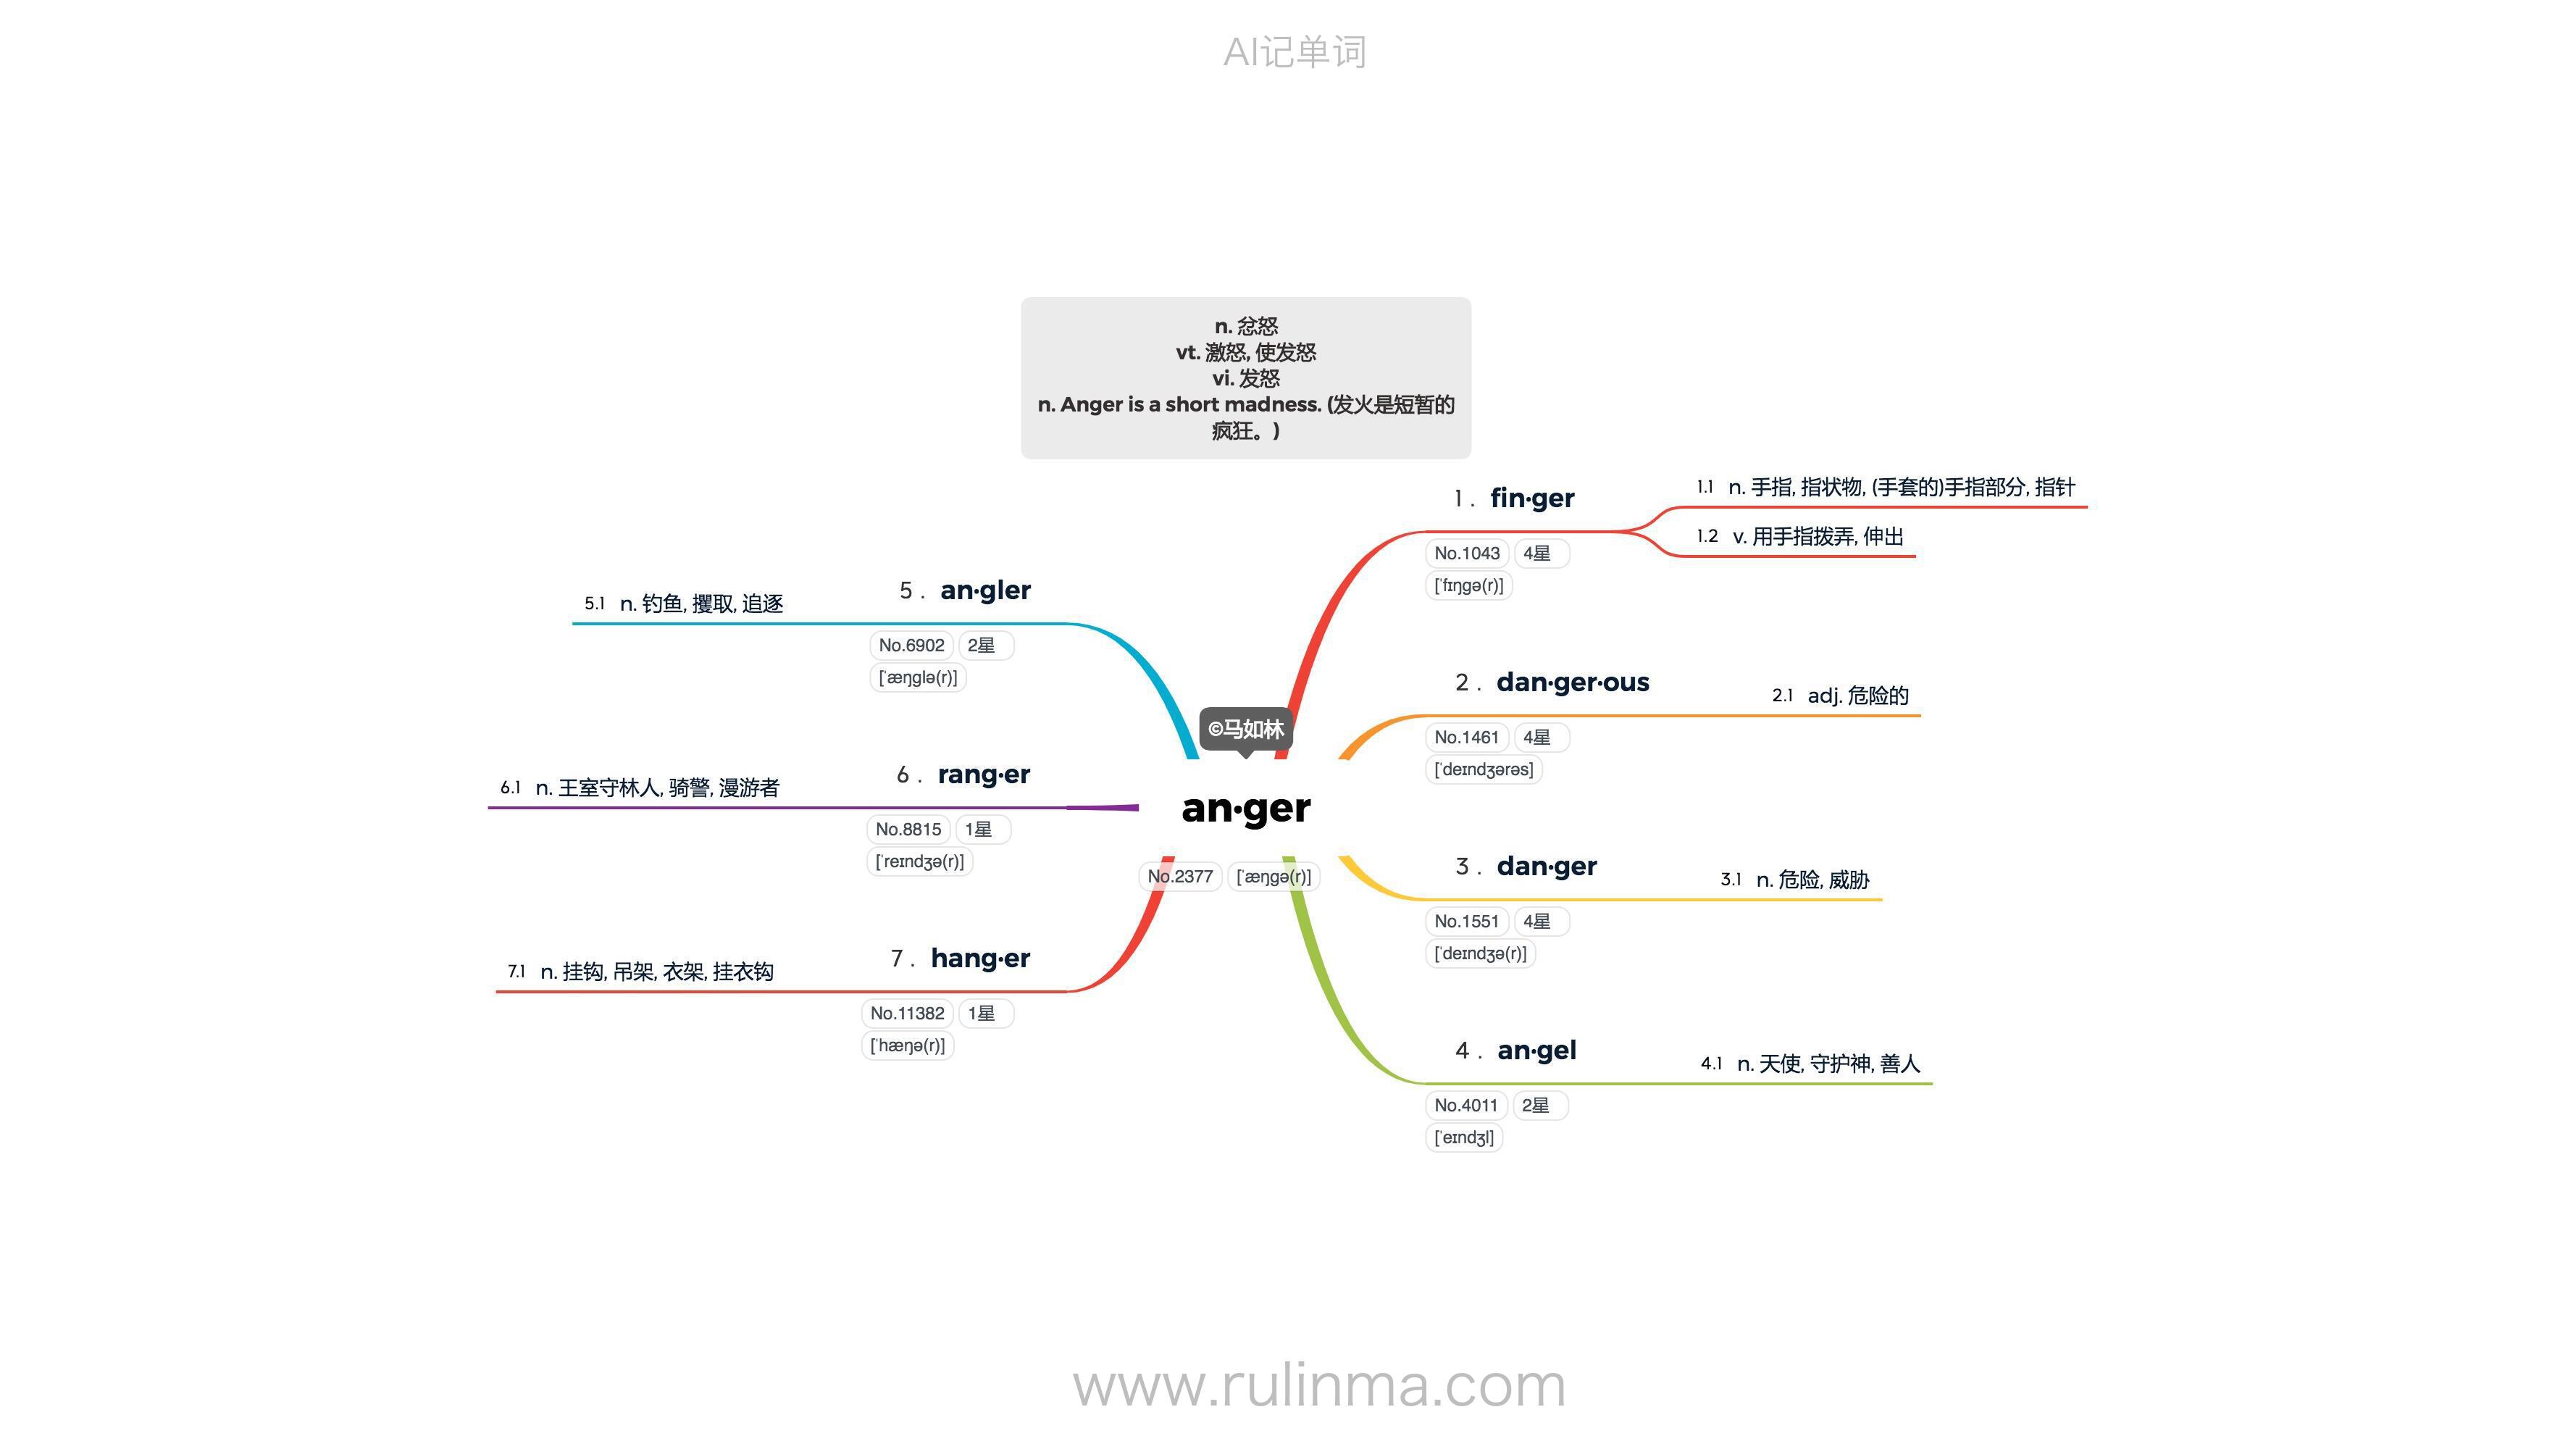 AI记单词
n. 忿怒
vt. 激怒, 使发怒
vi. 发怒
n. Anger is a short madness. (发火是短暂的
疯狂。)
©马如林
an·ger
No.2377 [ˈæŋgə(r)]
1 . fin·ger
No.1043 4星
[ˈfɪŋgə(r)]
1.1 n. 手指, 指状物, (手套的)手指部分, 指针
1.2 v. 用手指拨弄, 伸出
2 . dan·ger·ous
No.1461 4星
[ˈdeɪndʒərəs]
2.1 adj. 危险的
3 . dan·ger
No.1551 4星
[ˈdeɪndʒə(r)]
3.1 n. 危险, 威胁
4 . an·gel
No.4011 2星
[ˈeɪndʒl]
4.1 n. 天使, 守护神, 善人
5 . an·gler
No.6902 2星
[ˈæŋglə(r)]
5.1 n. 钓鱼, 攫取, 追逐
6 . rang·er
No.8815 1星
[ˈreɪndʒə(r)]
6.1 n. 王室守林人, 骑警, 漫游者
7 . hang·er
No.11382 1星
[ˈhæŋə(r)]
7.1 n. 挂钩, 吊架, 衣架, 挂衣钩
www.rulinma.com